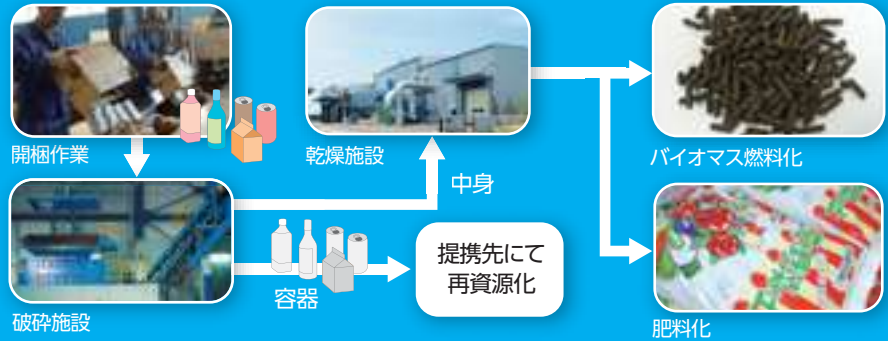 開梱作業
乾燥施設
バイオマス燃料化
中身
提携先にて
再資源化
容器
破砕施設
肥料化